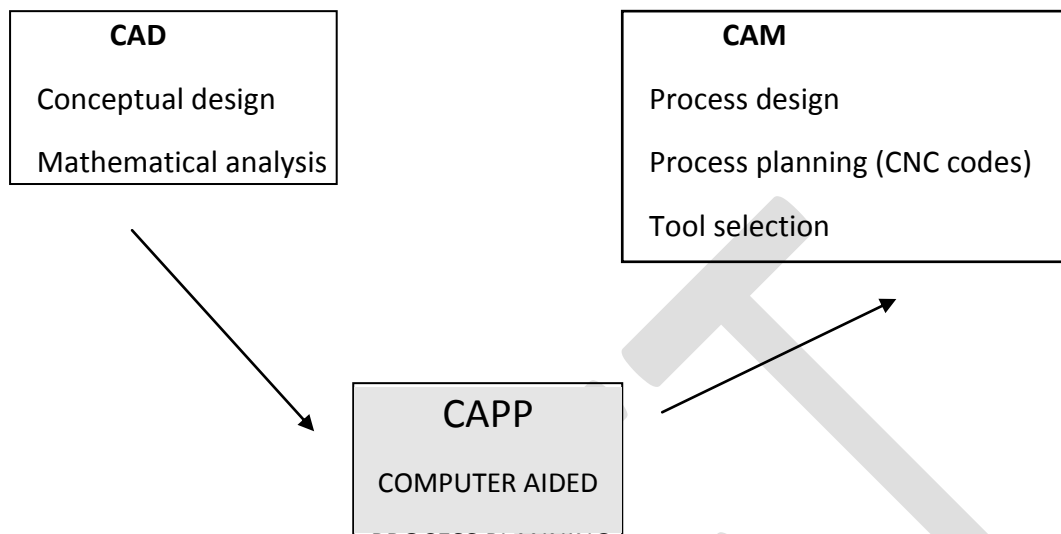 CAD
Conceptual design
Mathematical analysis
CAM
Process design
Process planning (CNC codes)
Tool selection
CAPP
COMPUTER AIDED